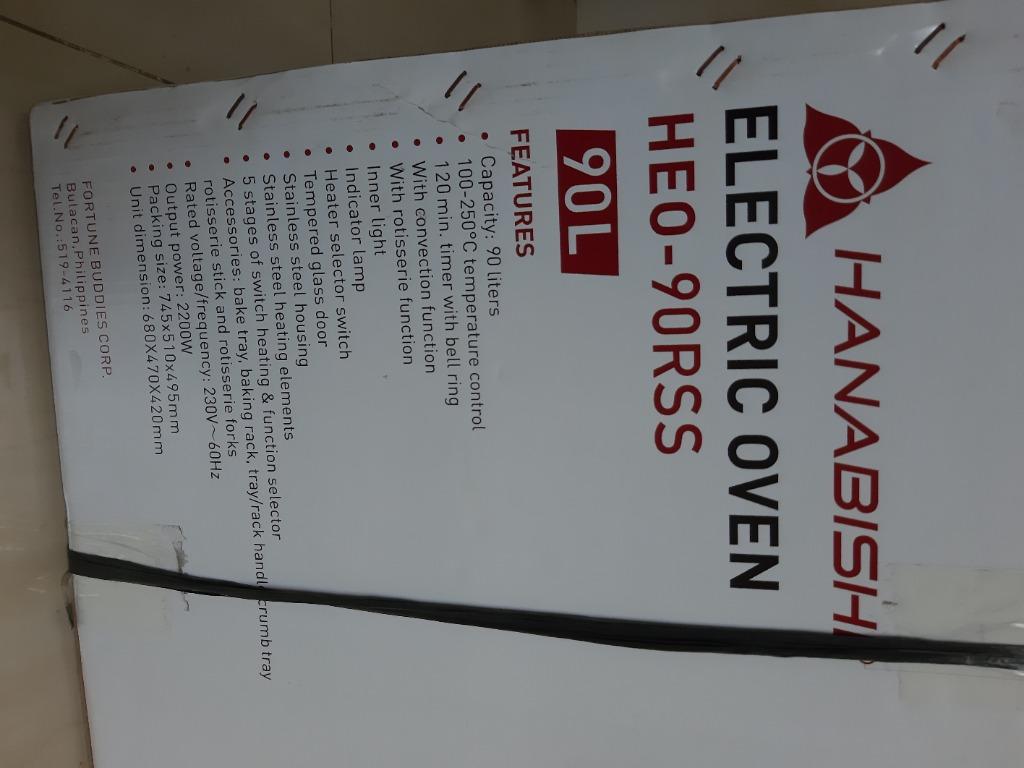 HANABISHI
ELECTRIC OVEN
HEO-90RSS
90L
FEATURES
• Capacity: 90 liters
• 100-250°C temperature control
• 120 min. timer with bell ring
• With convection function
• With rotisserie function
• Inner light
• Indicator lamp
• Heater selector switch
• Tempered glass door
• Stainless steel housing
• Stainless steel heating elements
• 5 stages of switch heating & function selector
• Accessories: bake tray, baking rack, tray/rack handle, crumb tray
rotisserie stick and rotisserie forks
• Rated voltage/frequency: 230V~60Hz
• Output power: 2200W
• Packing size: 745x510x495mm
• Unit dimension: 680X470X420mm
FORTUNE BUDDIES CORP.
Bulacan, Philippines
Tel.No.:519-4116